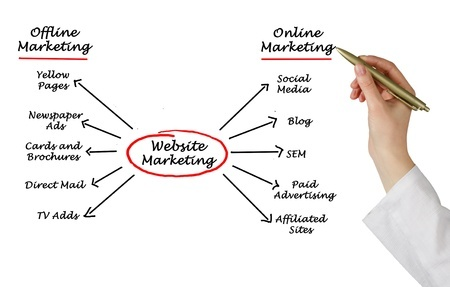 Offline
Marketing
Yellow
Pages
Newspaper
Ads
Cards and
Brochures
Direct Mail
TV Adds
Website
Marketing
Online
Marketing
Social
Media
Blog
SEM
Paid
Advertising
Affiliated
Sites